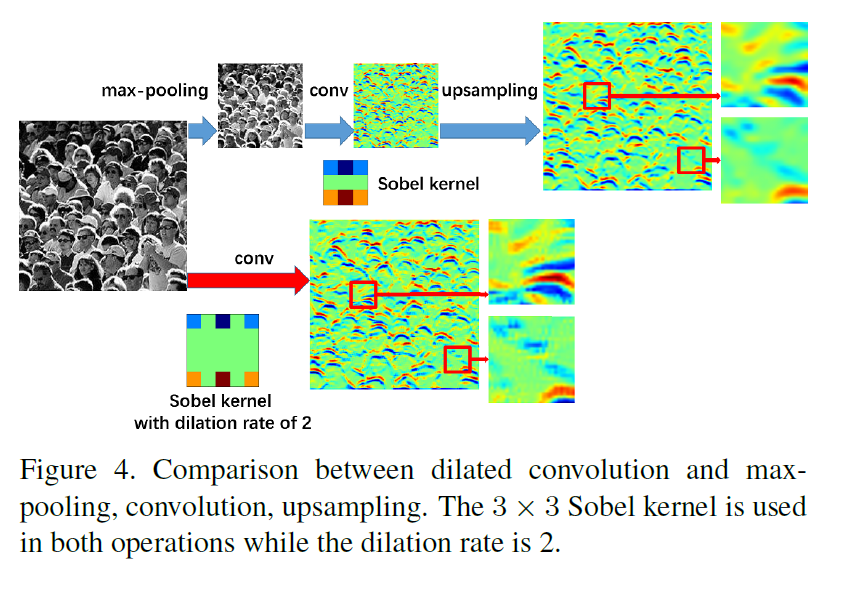 max-pooling
conv
upsampling
Sobel kernel
conv
Sobel kernel
with dilation rate of 2
Figure 4. Comparison between dilated convolution and max-
pooling, convolution, upsampling. The 3 × 3 Sobel kernel is used
in both operations while the dilation rate is 2.